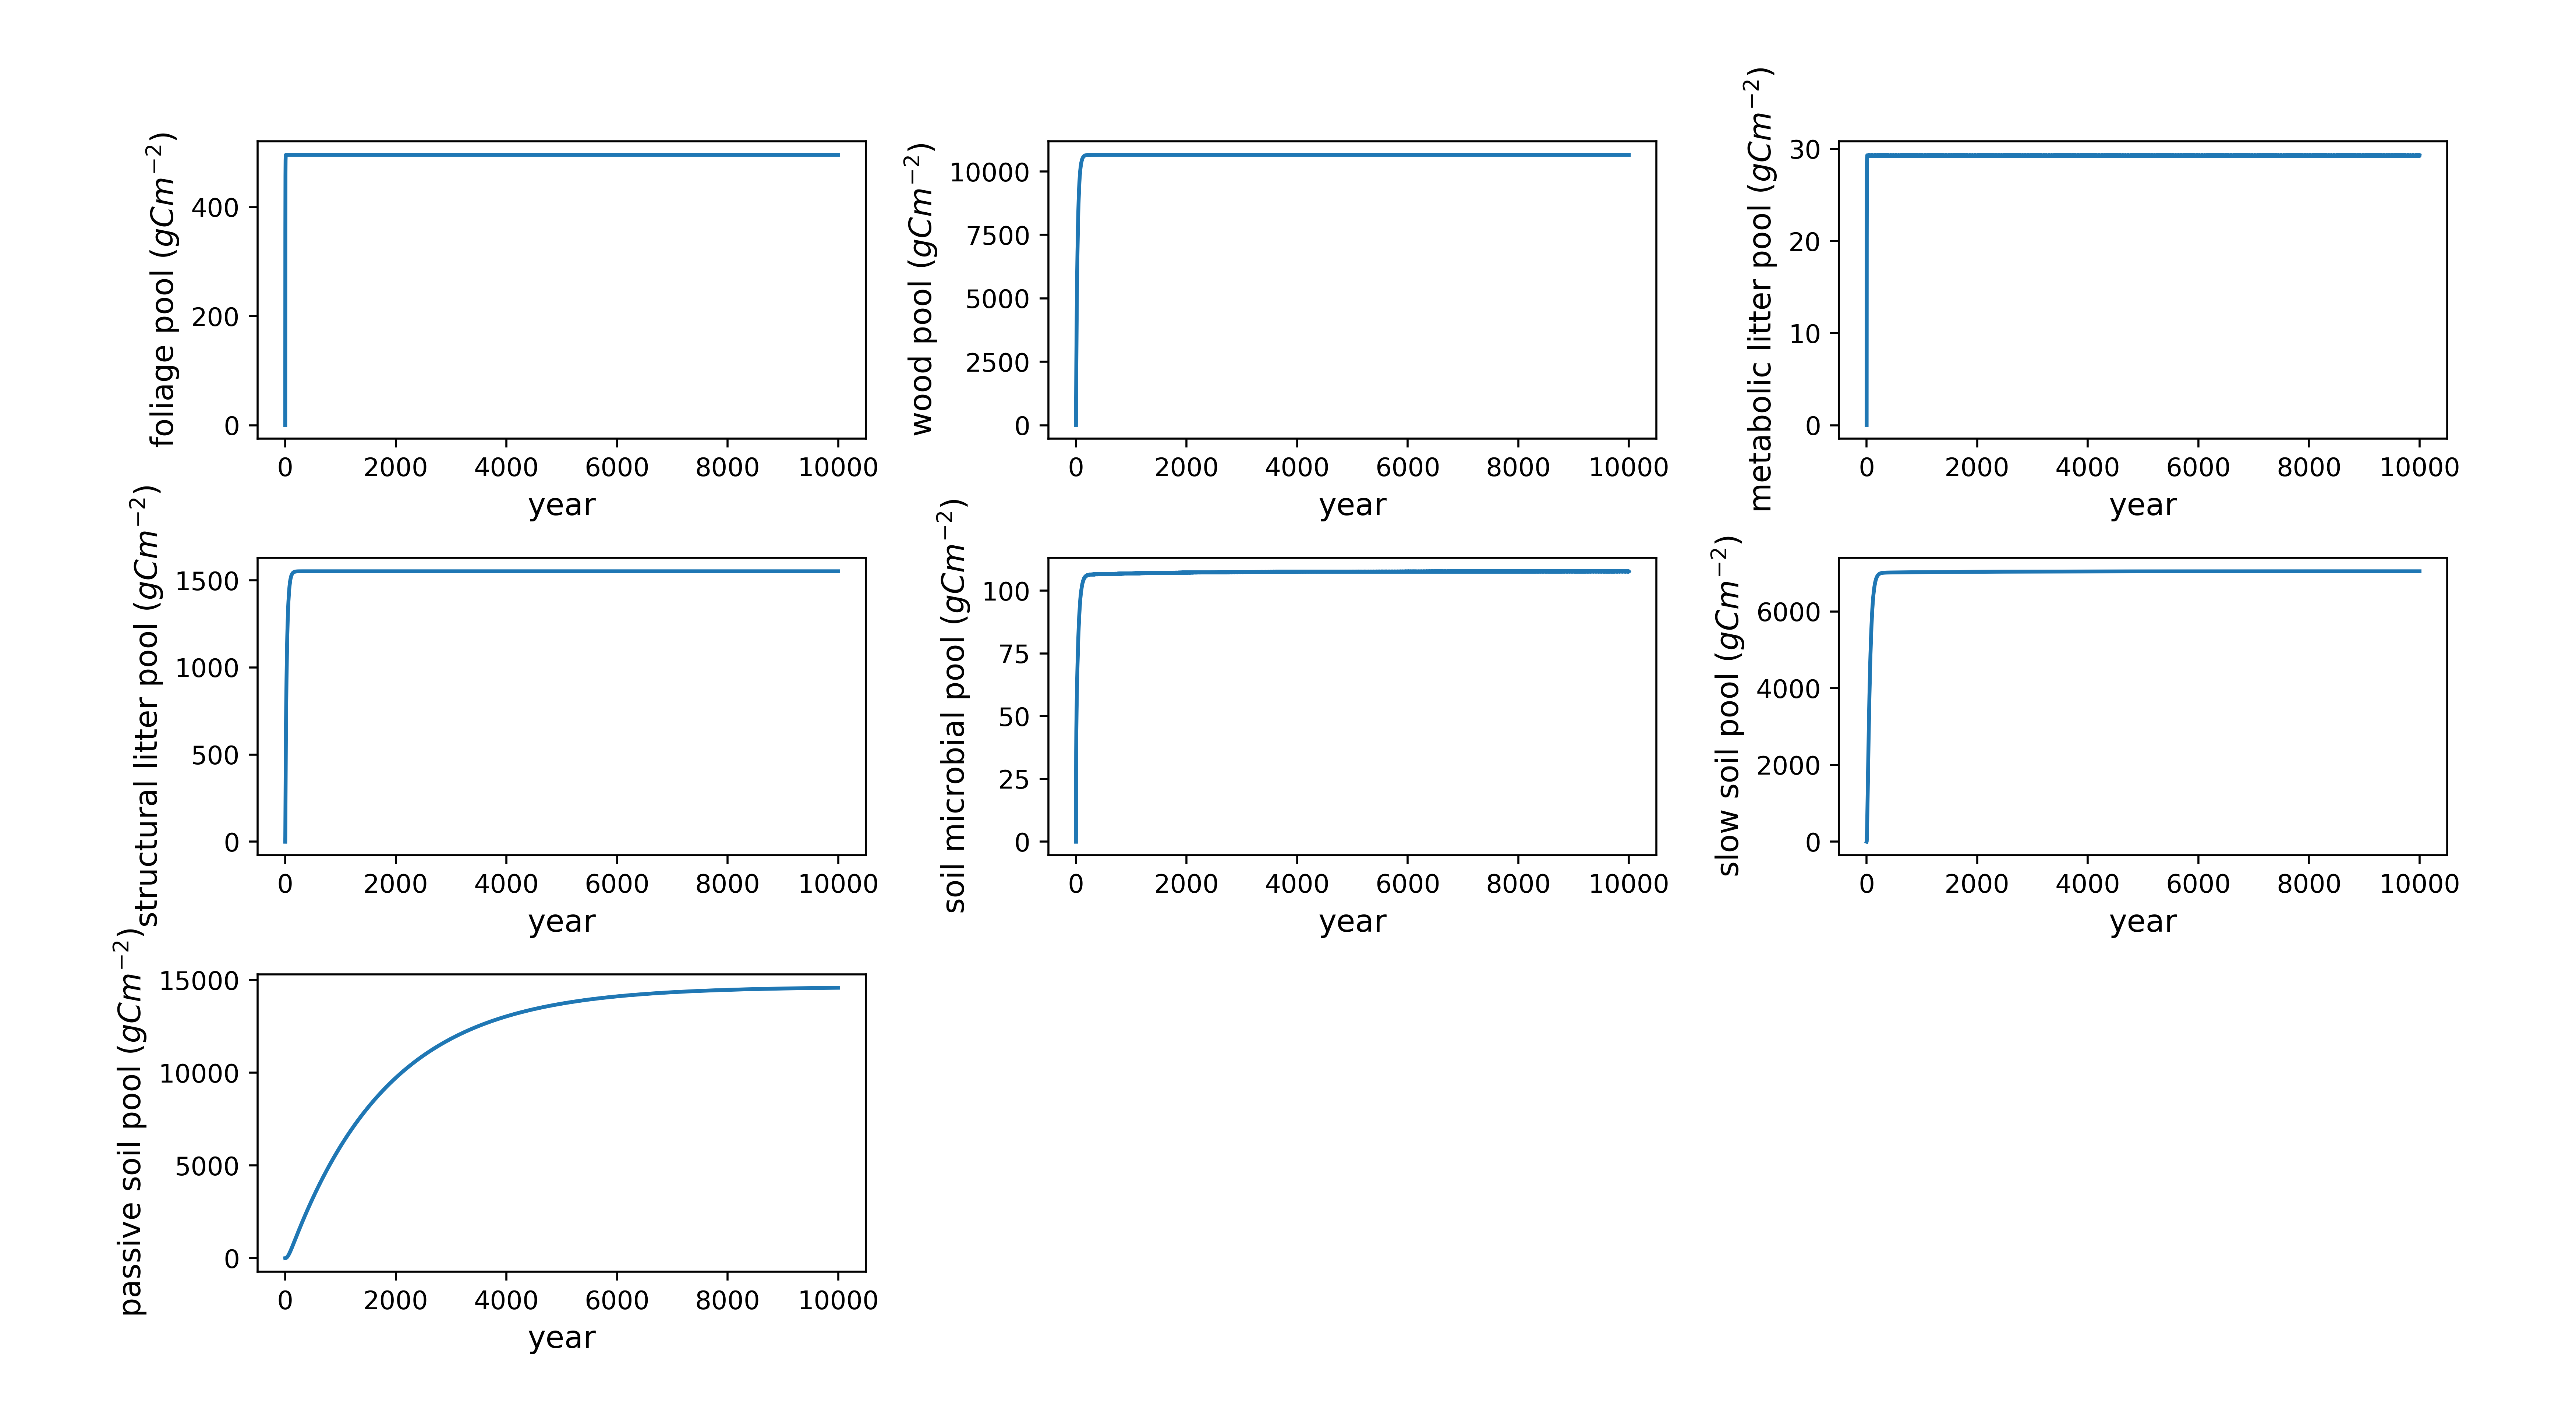 foliage pool (gCm⁻²)
400
200
0
0 2000 4000 6000 8000 10000
year
wood pool (gCm⁻²)
10000
7500
5000
2500
0
0 2000 4000 6000 8000 10000
year
metabolic litter pool (gCm⁻²)
30
20
10
0
0 2000 4000 6000 8000 10000
year
structural litter pool (gCm⁻²)
1500
1000
500
0
0 2000 4000 6000 8000 10000
year
soil microbial pool (gCm⁻²)
100
75
50
25
0
0 2000 4000 6000 8000 10000
year
slow soil pool (gCm⁻²)
6000
4000
2000
0
0 2000 4000 6000 8000 10000
year
passive soil pool (gCm⁻²)
15000
10000
5000
0
0 2000 4000 6000 8000 10000
year